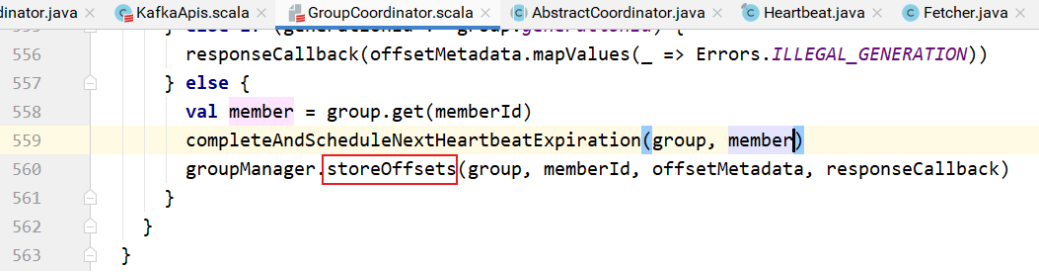 dinator.java × KafkaApis.scala × GroupCoordinator.scala × AbstractCoordinator.java × Heartbeat.java × Fetcher.java ×
556 responseCallback(offsetMetadata.mapValues(_ => Errors.ILLEGAL_GENERATION))
557 } else {
558 val member = group.get(memberId)
559 completeAndScheduleNextHeartbeatExpiration(group, member)
560 groupManager.storeOffsets(group, memberId, offsetMetadata, responseCallback)
561 }
562 }
563 }